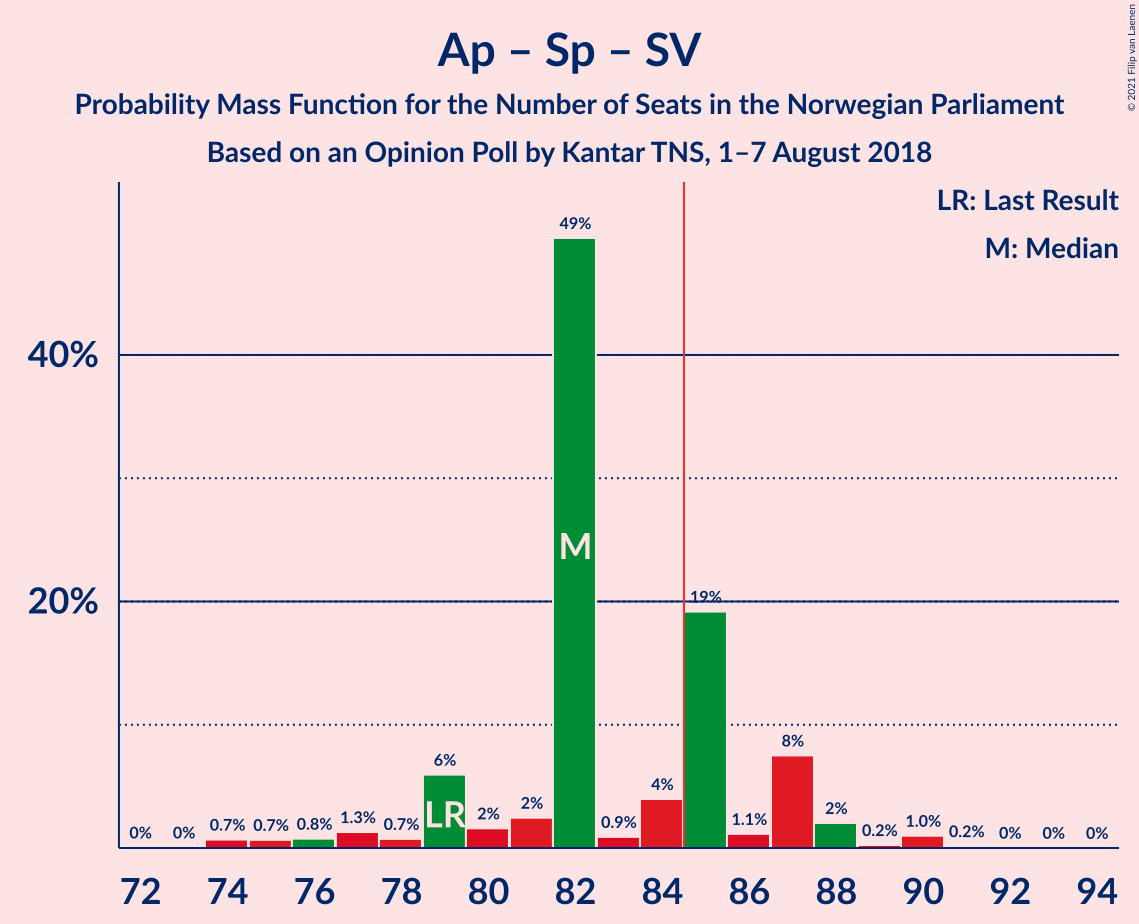 Ap – Sp – SV
Probability Mass Function for the Number of Seats in the Norwegian Parliament
Based on an Opinion Poll by Kantar TNS, 1–7 August 2018
© 2021 Filip van Laenen
LR: Last Result
M: Median
40%
20%
0%
0%
0.7%
0.7%
0.8%
1.3%
0.7%
6%
2%
2%
49%
0.9%
4%
19%
1.1%
8%
2%
0.2%
1.0%
0.2%
0%
0%
0%
LR
M
72 74 76 78 80 82 84 86 88 90 92 94